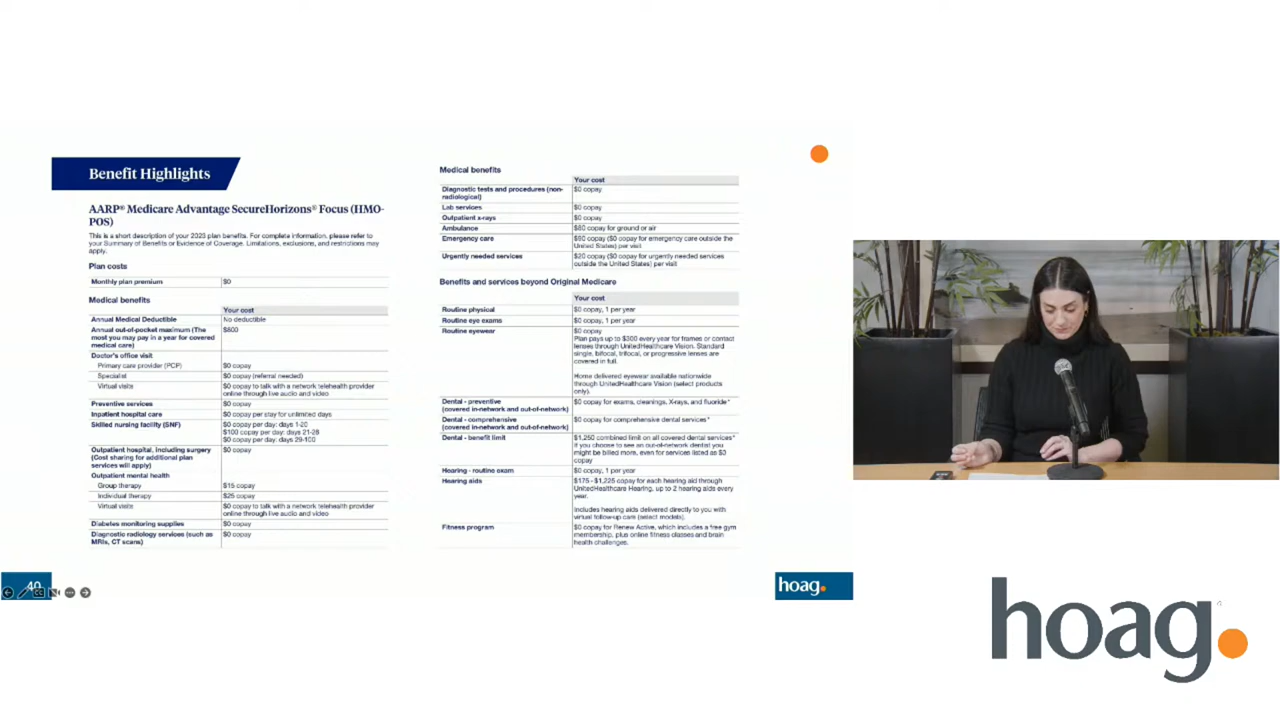 Benefit Highlights
AARP® Medicare Advantage SecureHorizons® Focus (HMO-
POS)
This is a short description of your 2023 plan benefits. For complete information, please refer to
your Summary of Benefits or Evidence of Coverage. Limitations, exclusions, and restrictions may
apply.
Plan costs
Monthly plan premium $0
Medical benefits
Your cost
Annual Medical Deductible No deductible
Annual out-of-pocket maximum (The $800
most you may pay in a year for covered
medical care)
Doctor's office visit
Primary care provider (PCP) $0 copay
Specialist $0 copay (referral needed)
Virtual visits $0 copay to talk with a network telehealth provider
online through live audio and video
Preventive services $0 copay
Inpatient hospital care $0 copay per stay for unlimited days
Skilled nursing facility (SNF) $0 copay per day: days 1-20
$100 copay per day: days 21-28
$0 copay per day: days 29-100
Outpatient hospital, including surgery $0 copay
(Cost sharing for additional plan
services will apply)
Outpatient mental health
Group therapy $15 copay
Individual therapy $25 copay
Virtual visits $0 copay to talk with a network telehealth provider
online through live audio and video
Diabetes monitoring supplies $0 copay
Diagnostic radiology services (such as $0 copay
MRIs, CT scans)
Medical benefits
Your cost
Diagnostic tests and procedures (non- $0 copay
radiological)
Lab services $0 copay
Outpatient x-rays $0 copay
Ambulance $80 copay for ground or air
Emergency care $90 copay ($0 copay for emergency care outside the
United States) per visit
Urgently needed services $20 copay ($0 copay for urgently needed services
outside the United States) per visit
Benefits and services beyond Original Medicare
Your cost
Routine physical $0 copay, 1 per year
Routine eye exams $0 copay, 1 per year
Routine eyewear $0 copay
Plan pays up to $300 every year for frames or contact
lenses through UnitedHealthcare Vision. Standard
single, bifocal, trifocal, or progressive lenses are
covered in full.
Home delivered eyewear available nationwide
through UnitedHealthcare Vision (select products
only).
Dental - preventive $0 copay for exams, cleanings, X-rays, and fluoride*
(covered in-network and out-of-network)
Dental - comprehensive $0 copay for comprehensive dental services*
(covered in-network and out-of-network)
Dental - benefit limit $1,250 combined limit on all covered dental services*
If you choose to see an out-of-network dentist you
might be billed more, even for services listed as $0
copay
Hearing - routine exam $0 copay, 1 per year
Hearing aids $175 - $1,225 copay for each hearing aid through
UnitedHealthcare Hearing, up to 2 hearing aids every
year.
Includes hearing aids delivered directly to you with
virtual follow-up care (select models).
Fitness program $0 copay for Renew Active, which includes a free gym
membership, plus online fitness classes and brain
health challenges.
40
hoag.
hoag.